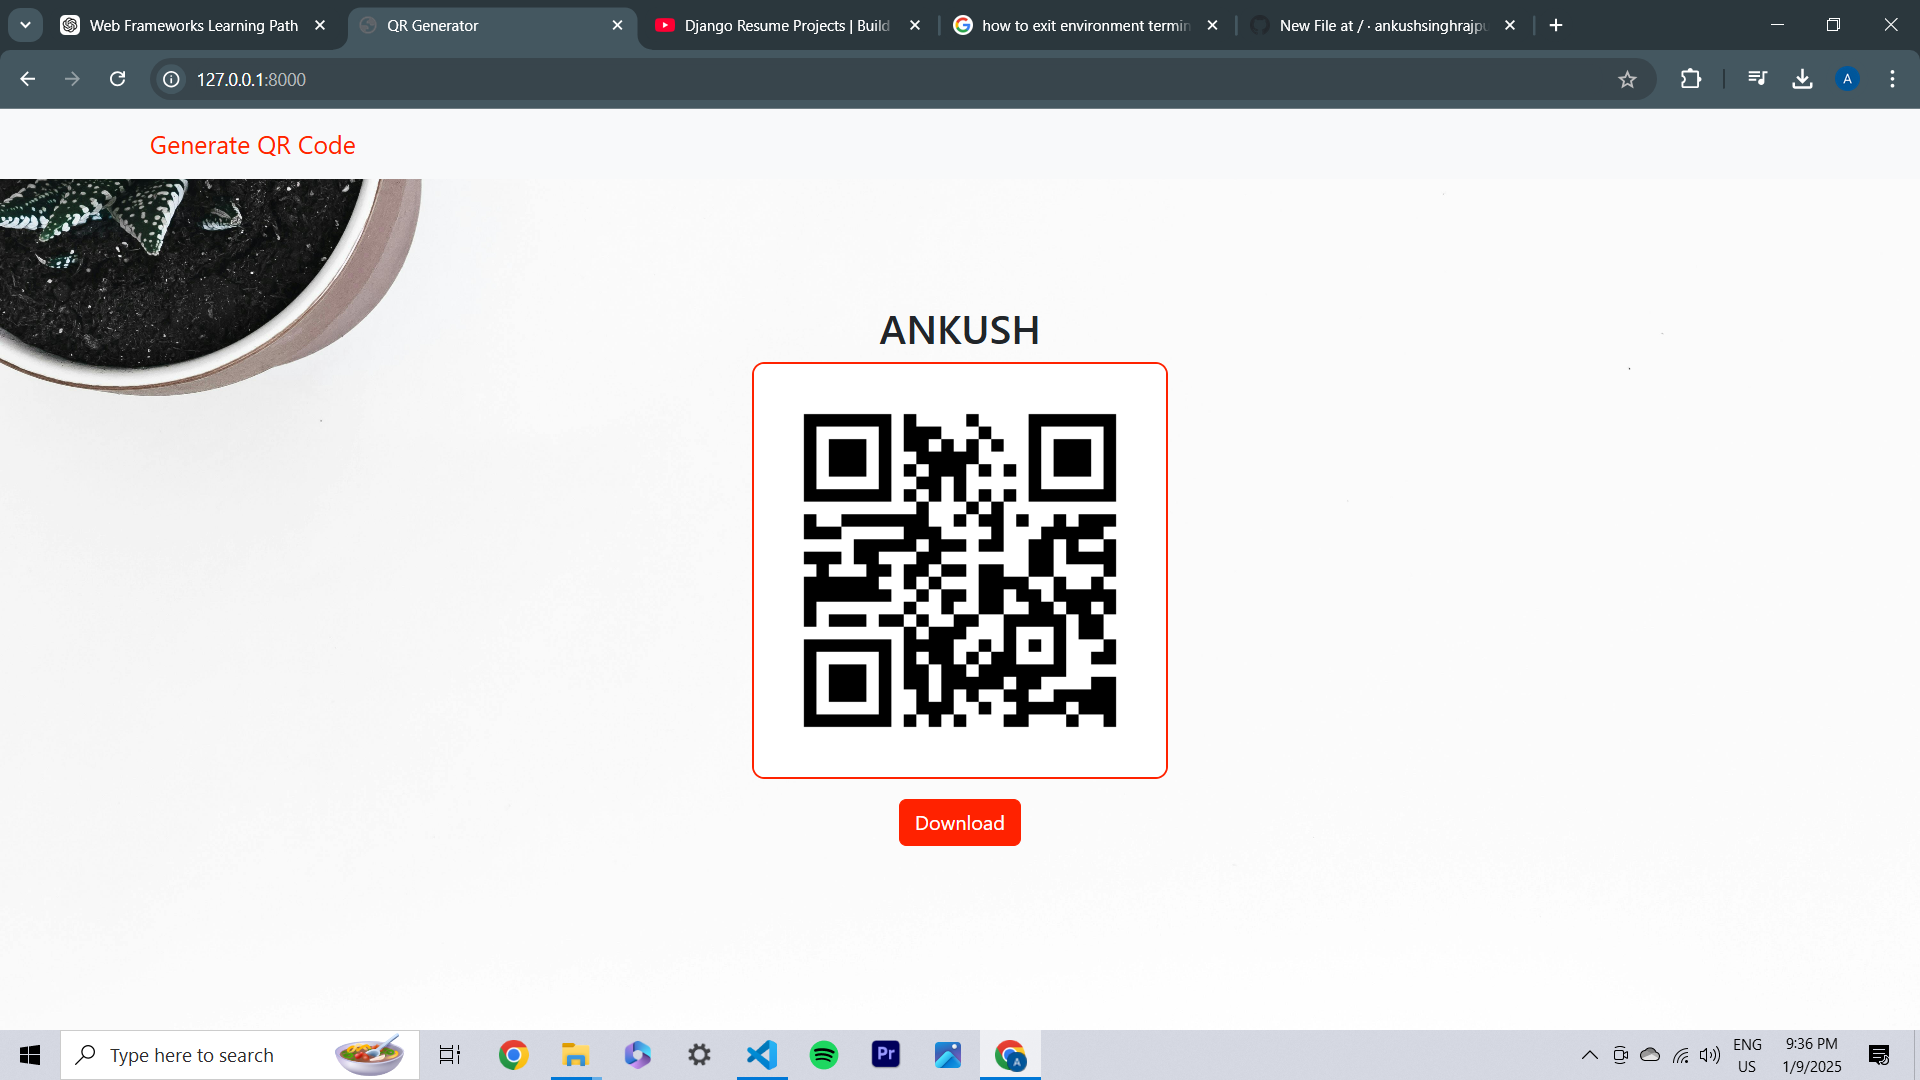 Web Frameworks Learning Path
QR Generator
Django Resume Projects | Build
how to exit environment termin
New File at / · ankushsinghrajpu
127.0.0.1:8000
A
Generate QR Code
ANKUSH
Download
Type here to search
Pr
A
ENG
US
9:36 PM
1/9/2025